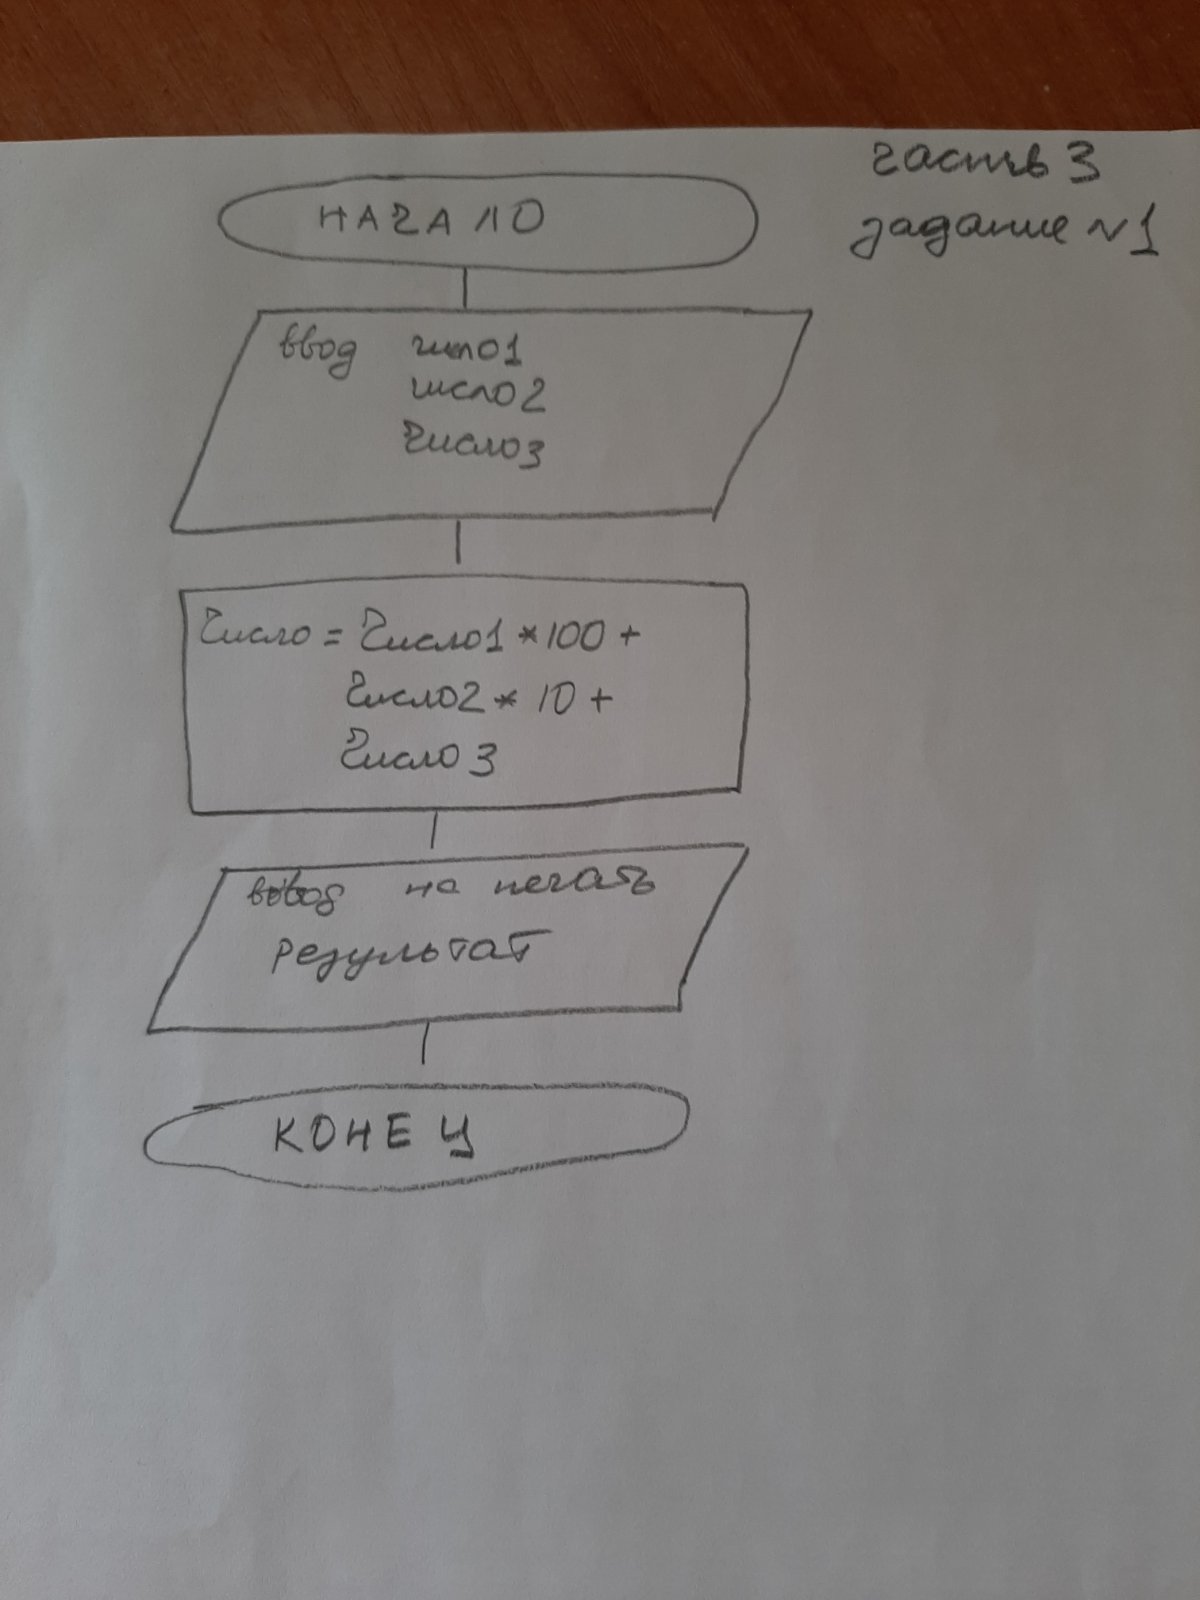 часть 3
задание №1
НАЧАЛО
ввод число1
число2
число3
Число = Число1 * 100 +
Число2 * 10 +
Число 3
вывод на печать
результат
КОНЕЦ